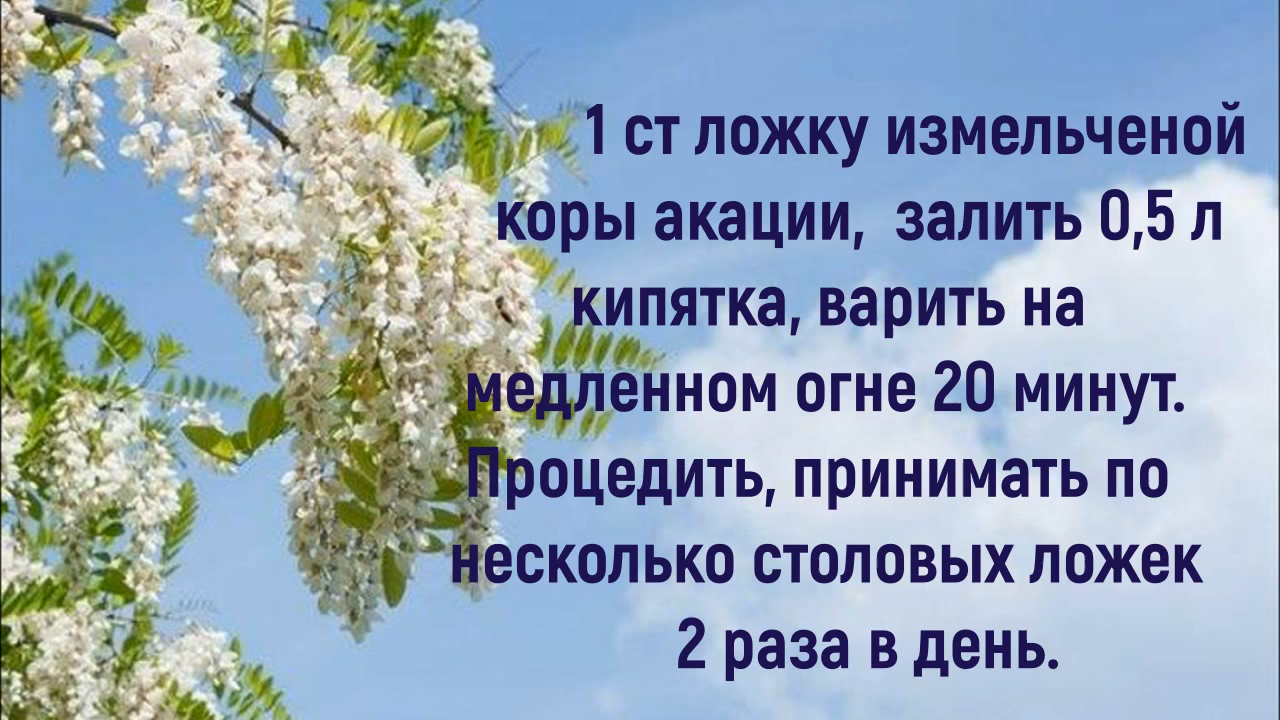 1 ст ложку измельченой
коры акации, залить 0,5 л
кипятка, варить на
медленном огне 20 минут.
Процедить, принимать по
несколько столовых ложек
2 раза в день.